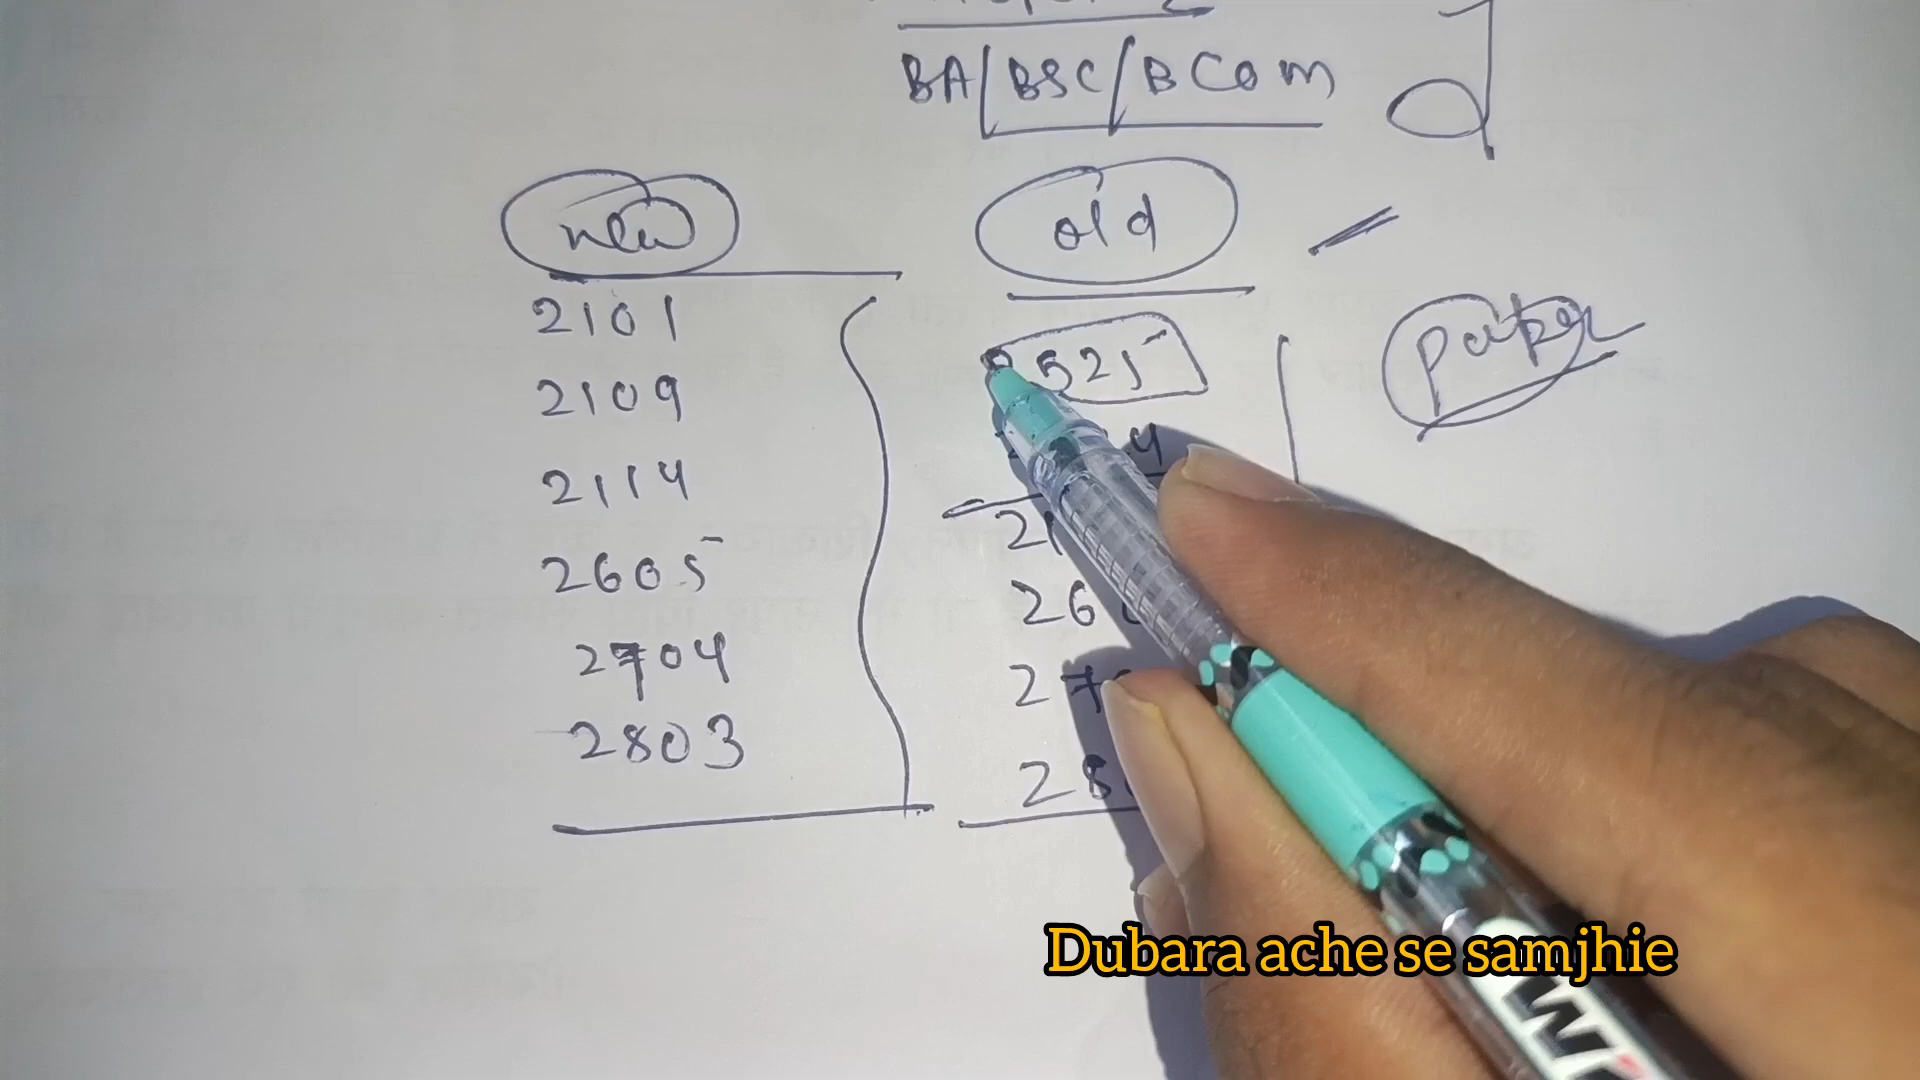 BA/BSC/BCom
new
2101
2109
2114
2605
2704
2803
old
525
paper
Dubara ache se samjhie